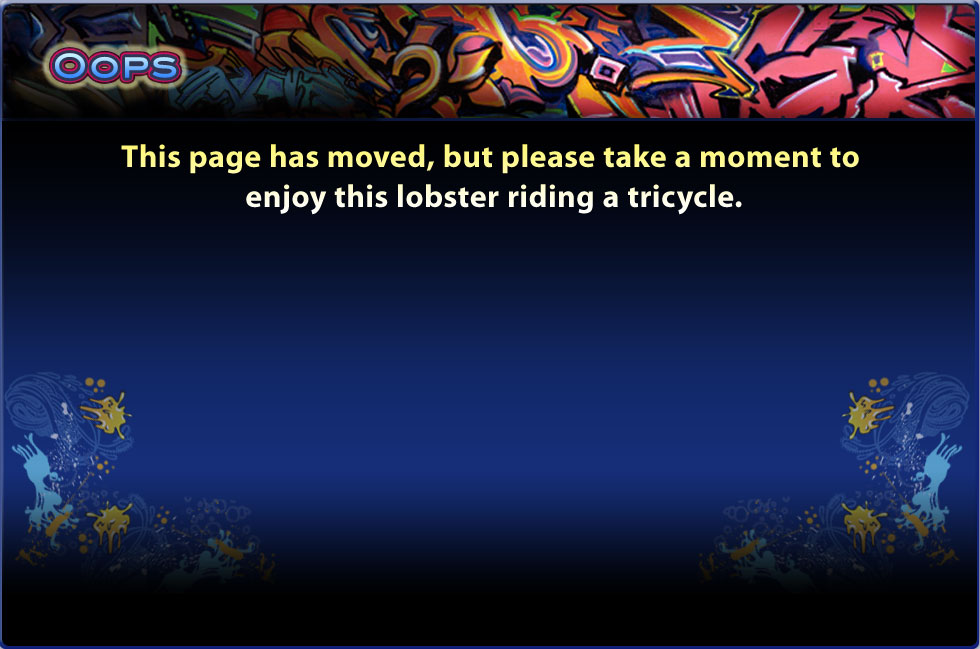 Oops
This page has moved, but please take a moment to
enjoy this lobster riding a tricycle.